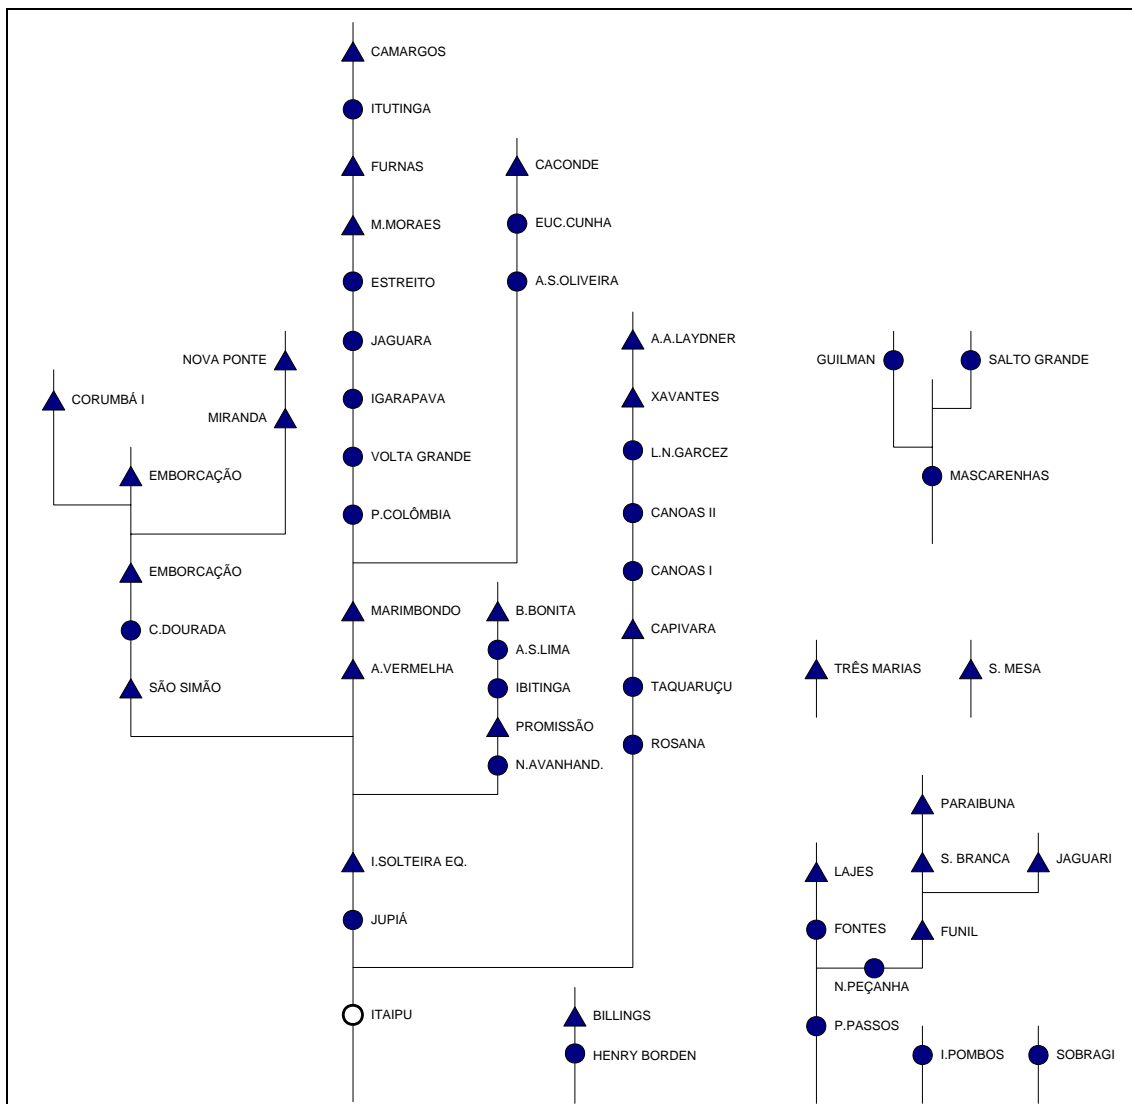 CAMARGOS
ITUTINGA
FURNAS
CACONDE
M.MORAES
EUC.CUNHA
ESTREITO
A.S.OLIVEIRA
JAGUARA
A.A.LAYDNER
NOVA PONTE
GUILMAN
SALTO GRANDE
CORUMBÁ I
IGARAPAVA
XAVANTES
MIRANDA
VOLTA GRANDE
L.N.GARCEZ
EMBORCAÇÃO
MASCARENHAS
P.COLÔMBIA
CANOAS II
EMBORCAÇÃO
CANOAS I
MARIMBONDO
B.BONITA
C.DOURADA
CAPIVARA
A.S.LIMA
A.VERMELHA
TRÊS MARIAS
S. MESA
SÃO SIMÃO
IBITINGA
TAQUARUÇU
PROMISSÃO
ROSANA
N.AVANHAND.
PARAIBUNA
I.SOLTEIRA EQ.
LAJES
S. BRANCA
JAGUARI
JUPIÁ
FONTES
FUNIL
N.PEÇANHA
ITAIPU
BILLINGS
P.PASSOS
HENRY BORDEN
I.POMBOS
SOBRAGI